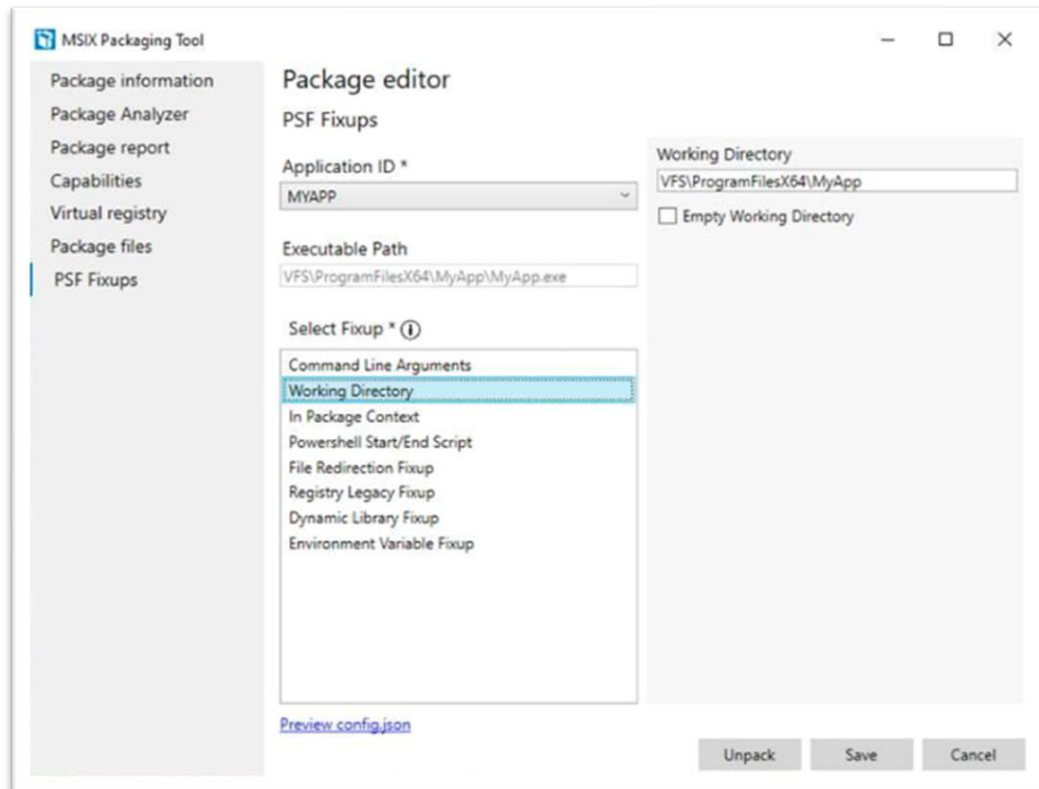 MSIX Packaging Tool
Package information
Package Analyzer
Package report
Capabilities
Virtual registry
Package files
PSF Fixups
Package editor
PSF Fixups
Application ID *
MYAPP
Executable Path
VFS\ProgramFilesX64\MyApp\MyApp.exe
Select Fixup *
Command Line Arguments
Working Directory
In Package Context
Powershell Start/End Script
File Redirection Fixup
Registry Legacy Fixup
Dynamic Library Fixup
Environment Variable Fixup
Preview config.json
Working Directory
VFS\ProgramFilesX64\MyApp
Empty Working Directory
Unpack
Save
Cancel